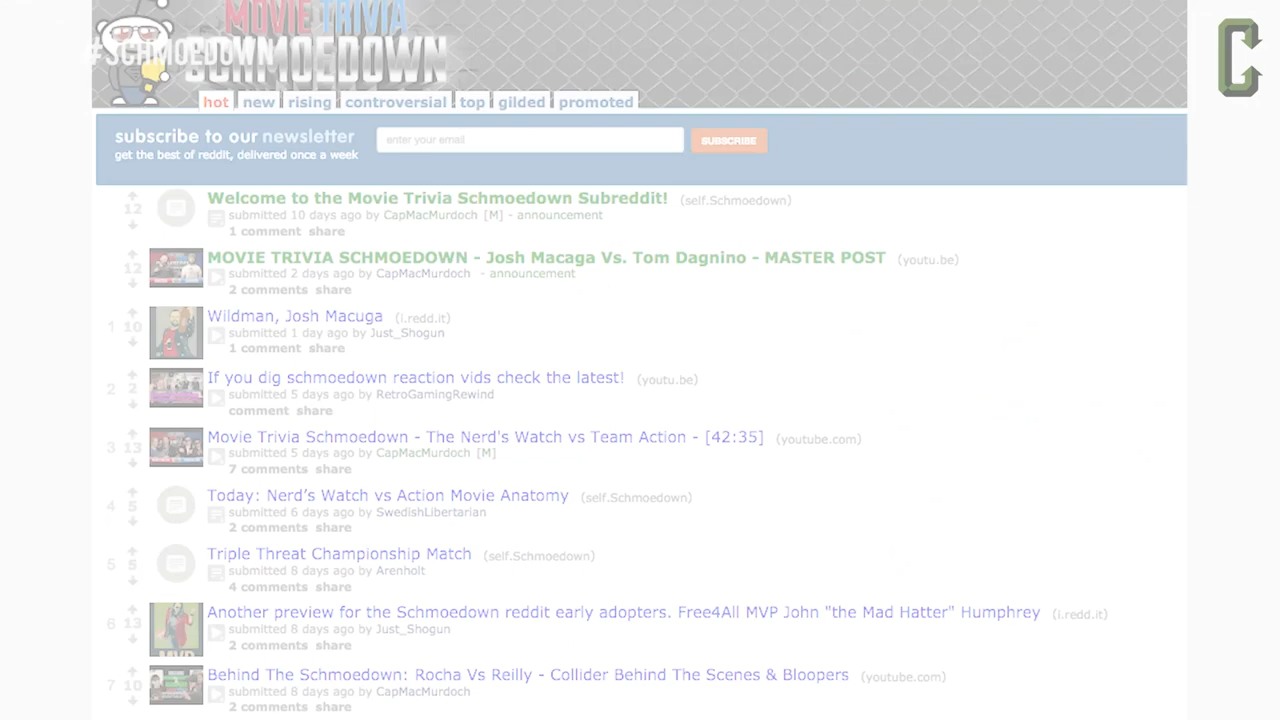 MOVIE TRIVIA
#SCHMOEDOWN
SCHMOEDOWN
hot new rising controversial top gilded promoted
subscribe to our newsletter
enter your email
SUBSCRIBE
get the best of reddit, delivered once a week
12
Welcome to the Movie Trivia Schmoedown Subreddit! (self.Schmoedown)
submitted 10 days ago by CapMacMurdoch [M] - announcement
1 comment share
12
MOVIE TRIVIA SCHMOEDOWN - Josh Macaga Vs. Tom Dagnino - MASTER POST (youtu.be)
submitted 2 days ago by CapMacMurdoch - announcement
2 comments share
1 10
Wildman, Josh Macuga (i.redd.it)
submitted 1 day ago by Just_Shogun
1 comment share
2 2
If you dig schmoedown reaction vids check the latest! (youtu.be)
submitted 5 days ago by RetroGamingRewind
comment share
3 13
Movie Trivia Schmoedown - The Nerd's Watch vs Team Action - [42:35] (youtube.com)
submitted 5 days ago by CapMacMurdoch [M]
7 comments share
4 5
Today: Nerd's Watch vs Action Movie Anatomy (self.Schmoedown)
submitted 6 days ago by SwedishLibertarian
2 comments share
5 5
Triple Threat Championship Match (self.Schmoedown)
submitted 8 days ago by Arenholt
4 comments share
6 13
Another preview for the Schmoedown reddit early adopters. Free4All MVP John "the Mad Hatter" Humphrey (i.redd.it)
submitted 8 days ago by Just_Shogun
2 comments share
MVP
7 10
Behind The Schmoedown: Rocha Vs Reilly - Collider Behind The Scenes & Bloopers (youtube.com)
submitted 8 days ago by CapMacMurdoch
2 comments share